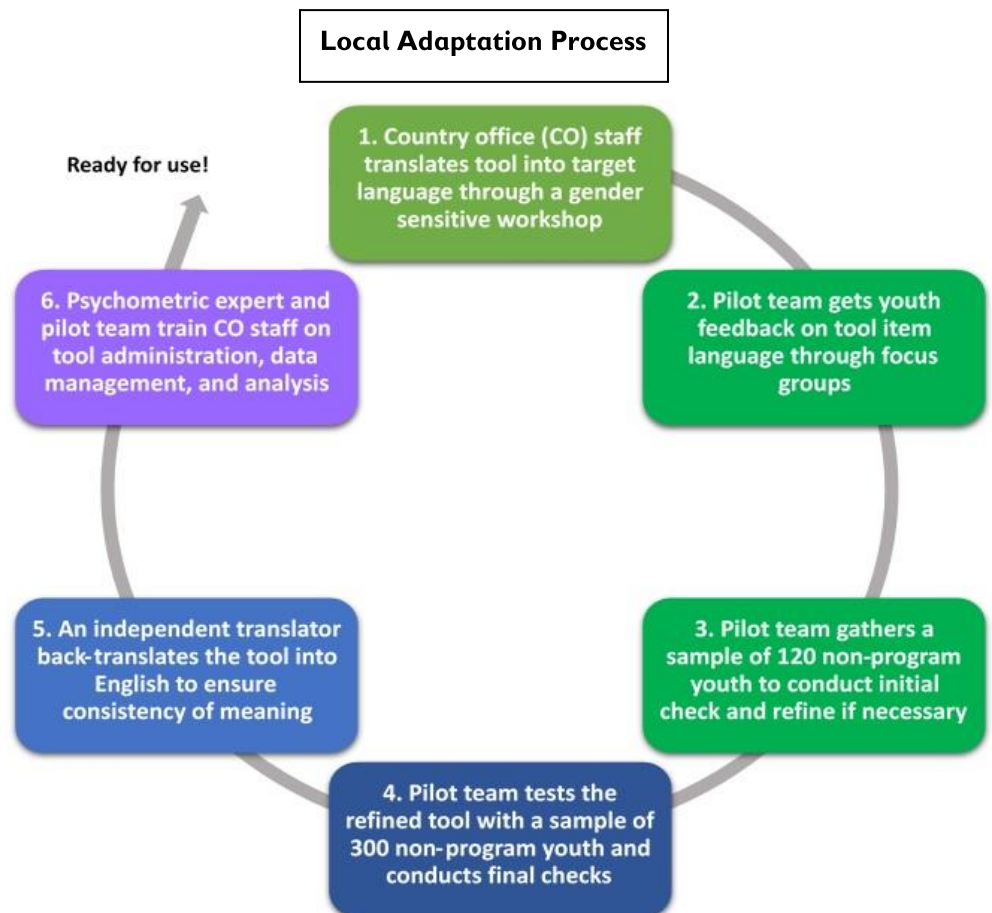 Local Adaptation Process
1. Country office (CO) staff
translates tool into target
language through a gender
sensitive workshop
2. Pilot team gets youth
feedback on tool item
language through focus
groups
3. Pilot team gathers a
sample of 120 non-program
youth to conduct initial
check and refine if necessary
4. Pilot team tests the
refined tool with a sample of
300 non-program youth and
conducts final checks
5. An independent translator
back-translates the tool into
English to ensure
consistency of meaning
6. Psychometric expert and
pilot team train CO staff on
tool administration, data
management, and analysis
Ready for use!